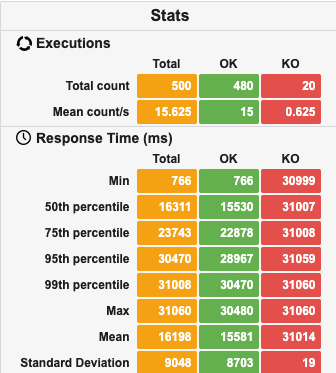 Stats
Executions
Total OK KO
Total count 500 480 20
Mean count/s 15.625 15 0.625
Response Time (ms)
Total OK KO
Min 766 766 30999
50th percentile 16311 15530 31007
75th percentile 23743 22878 31008
95th percentile 30470 28967 31059
99th percentile 31008 30470 31060
Max 31060 30480 31060
Mean 16198 15581 31014
Standard Deviation 9048 8703 19